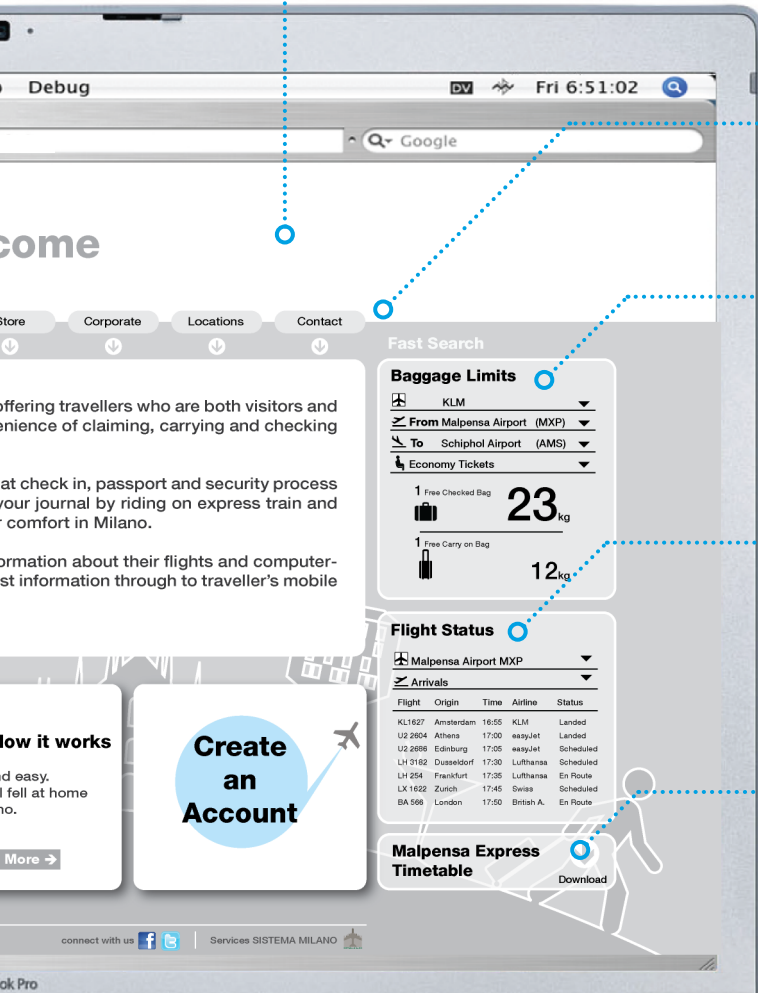 Debug
DV
Fri 6:51:02
Google
come
Store
Corporate
Locations
Contact
offering travellers who are both visitors and
enience of claiming, carrying and checking
at check in, passport and security process
your journal by riding on express train and
r comfort in Milano.
ormation about their flights and computer-
st information through to traveller's mobile
Fast Search
Baggage Limits
KLM
From Malpensa Airport (MXP)
To Schiphol Airport (AMS)
Economy Tickets
1 Free Checked Bag
23kg
1 Free Carry on Bag
12kg
Flight Status
Malpensa Airport MXP
Arrivals
Flight Origin Time Airline Status
KL1627 Amsterdam 16:55 KLM Landed
U2 2604 Athens 17:00 easyJet Landed
U2 2686 Edinburg 17:05 easyJet Scheduled
LH 3182 Dusseldorf 17:30 Lufthansa Scheduled
LH 254 Frankfurt 17:35 Lufthansa En Route
LX 1622 Zurich 17:45 Swiss Scheduled
BA 566 London 17:50 British A. En Route
Malpensa Express
Timetable
Download
How it works
nd easy.
l fell at home
no.
More
Create
an
Account
connect with us
Services SISTEMA MILANO
ok Pro